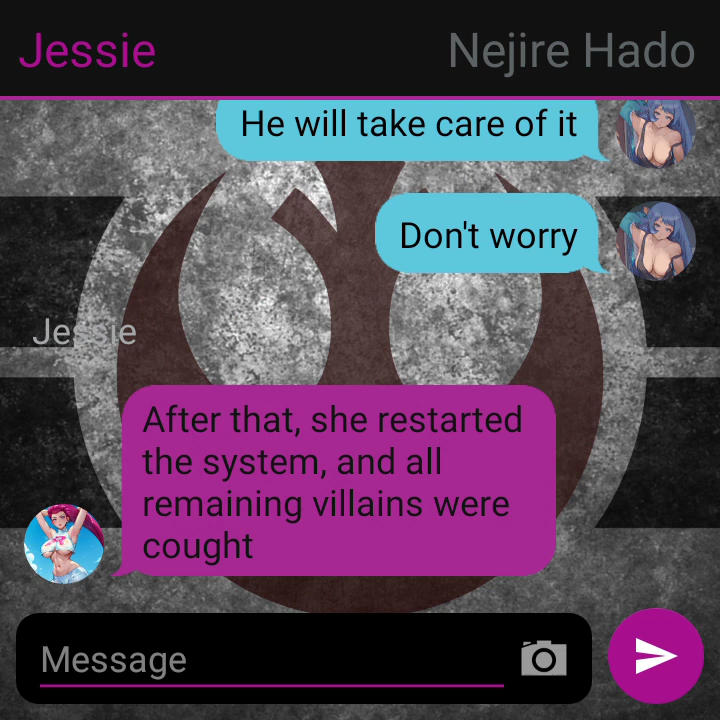 Jessie
Nejire Hado
He will take care of it
Don't worry
Jessie
After that, she restarted
the system, and all
remaining villains were
cought
Message